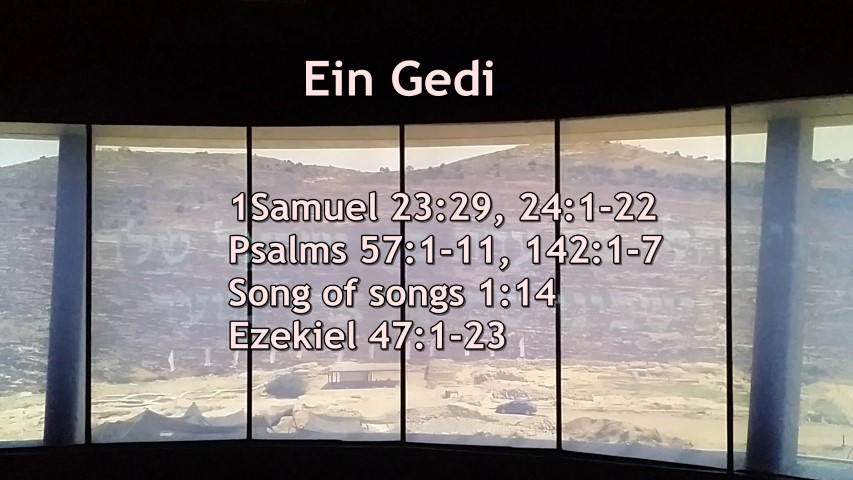 Ein Gedi
1Samuel 23:29, 24:1-22
Psalms 57:1-11, 142:1-7
Song of songs 1:14
Ezekiel 47:1-23